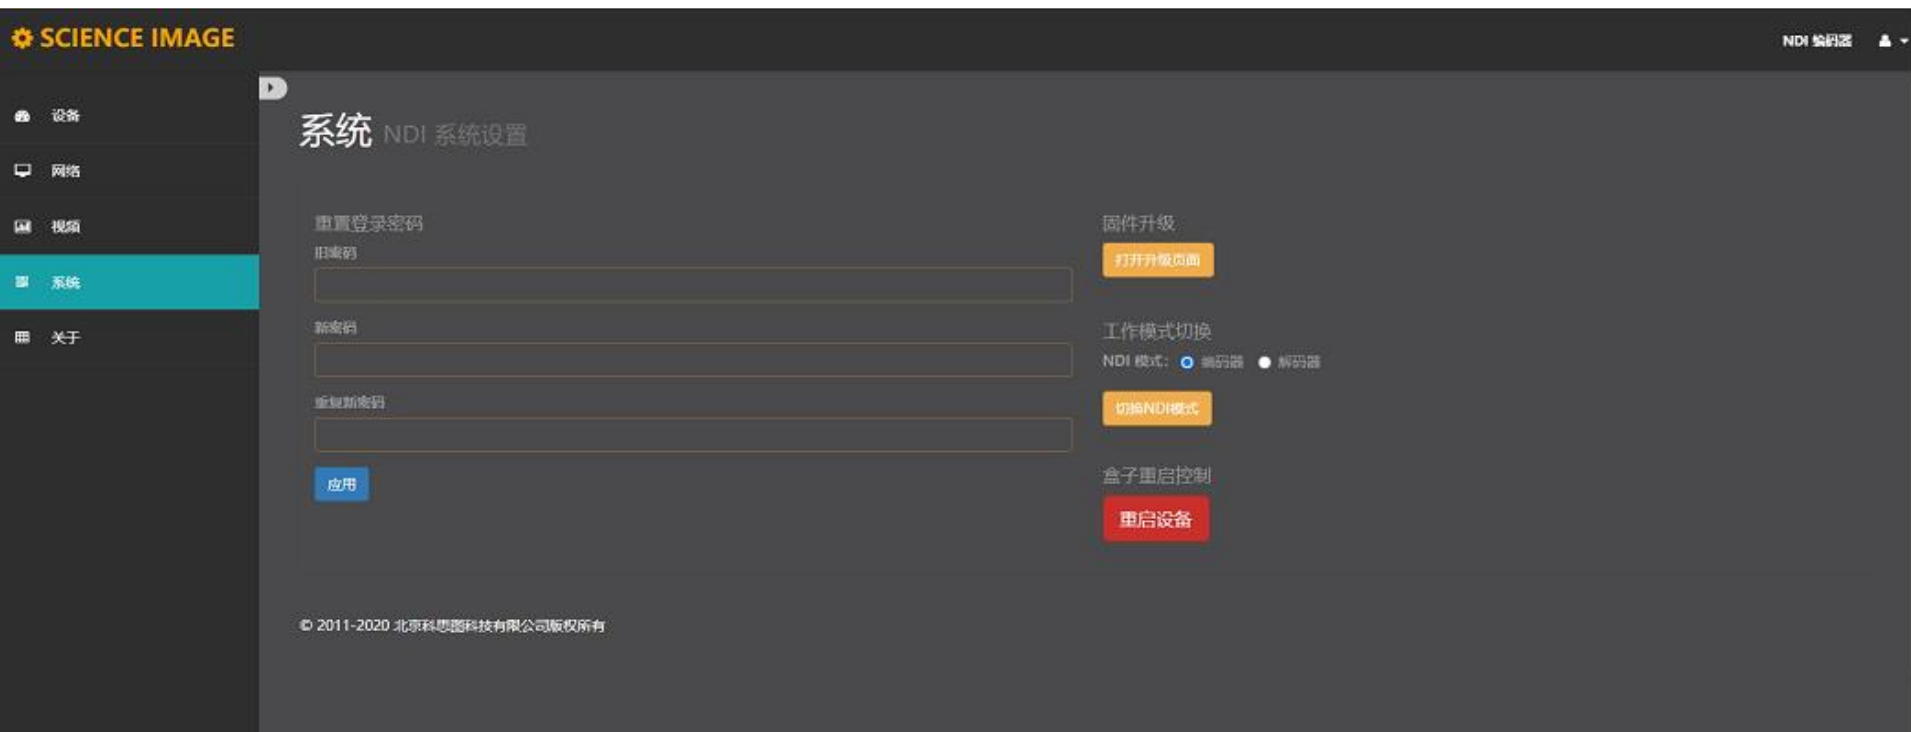 SCIENCE IMAGE
NDI 编码器
设备
网络
视频
系统
关于
系统 NDI 系统设置
重置登录密码
旧密码
新密码
重复新密码
应用
固件升级
打开升级页面
工作模式切换
NDI 模式: 编码器 解码器
切换NDI模式
盒子重启控制
重启设备
© 2011-2020 北京科思图科技有限公司版权所有